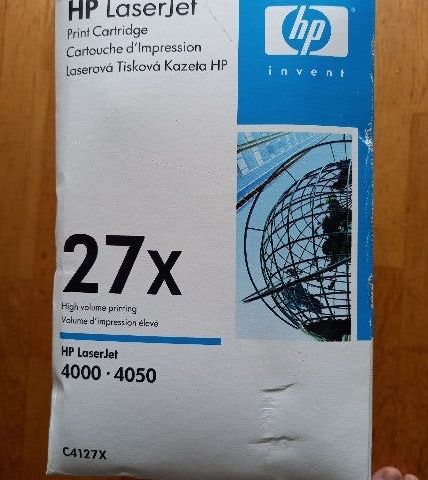 HP LaserJet
Print Cartridge
Cartouche d'Impression
Laserová Tisková Kazeta HP
hp
®
invent
27x
High volume printing
Volume d'impression élevé
HP LaserJet
4000 · 4050
C4127X